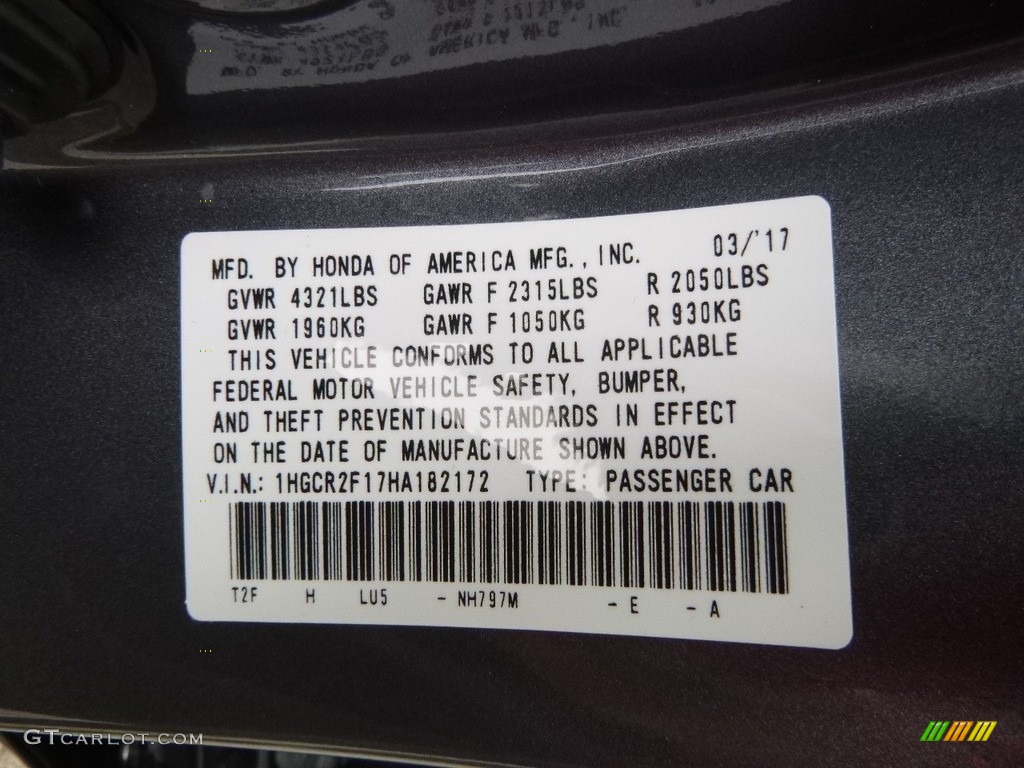 MFD. BY HONDA OF AMERICA MFG., INC. 03/'17
GVWR 4321LBS GAWR F 2315LBS R 2050LBS
GVWR 1960KG GAWR F 1050KG R 930KG
THIS VEHICLE CONFORMS TO ALL APPLICABLE
FEDERAL MOTOR VEHICLE SAFETY, BUMPER,
AND THEFT PREVENTION STANDARDS IN EFFECT
ON THE DATE OF MANUFACTURE SHOWN ABOVE.
V.I.N.: 1HGCR2F17HA182172 TYPE: PASSENGER CAR
T2F H LU5 - NH797M - E - A
GTCARLOT.COM